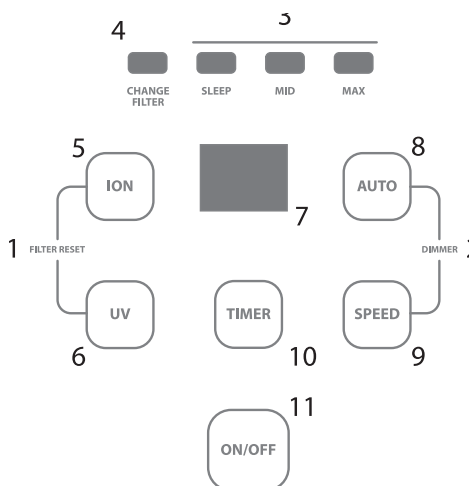 3
4
CHANGE
FILTER
SLEEP
MID
MAX
5
ION
8
AUTO
7
1
FILTER RESET
DIMMER
2
UV
TIMER
SPEED
6
10
9
11
ON/OFF